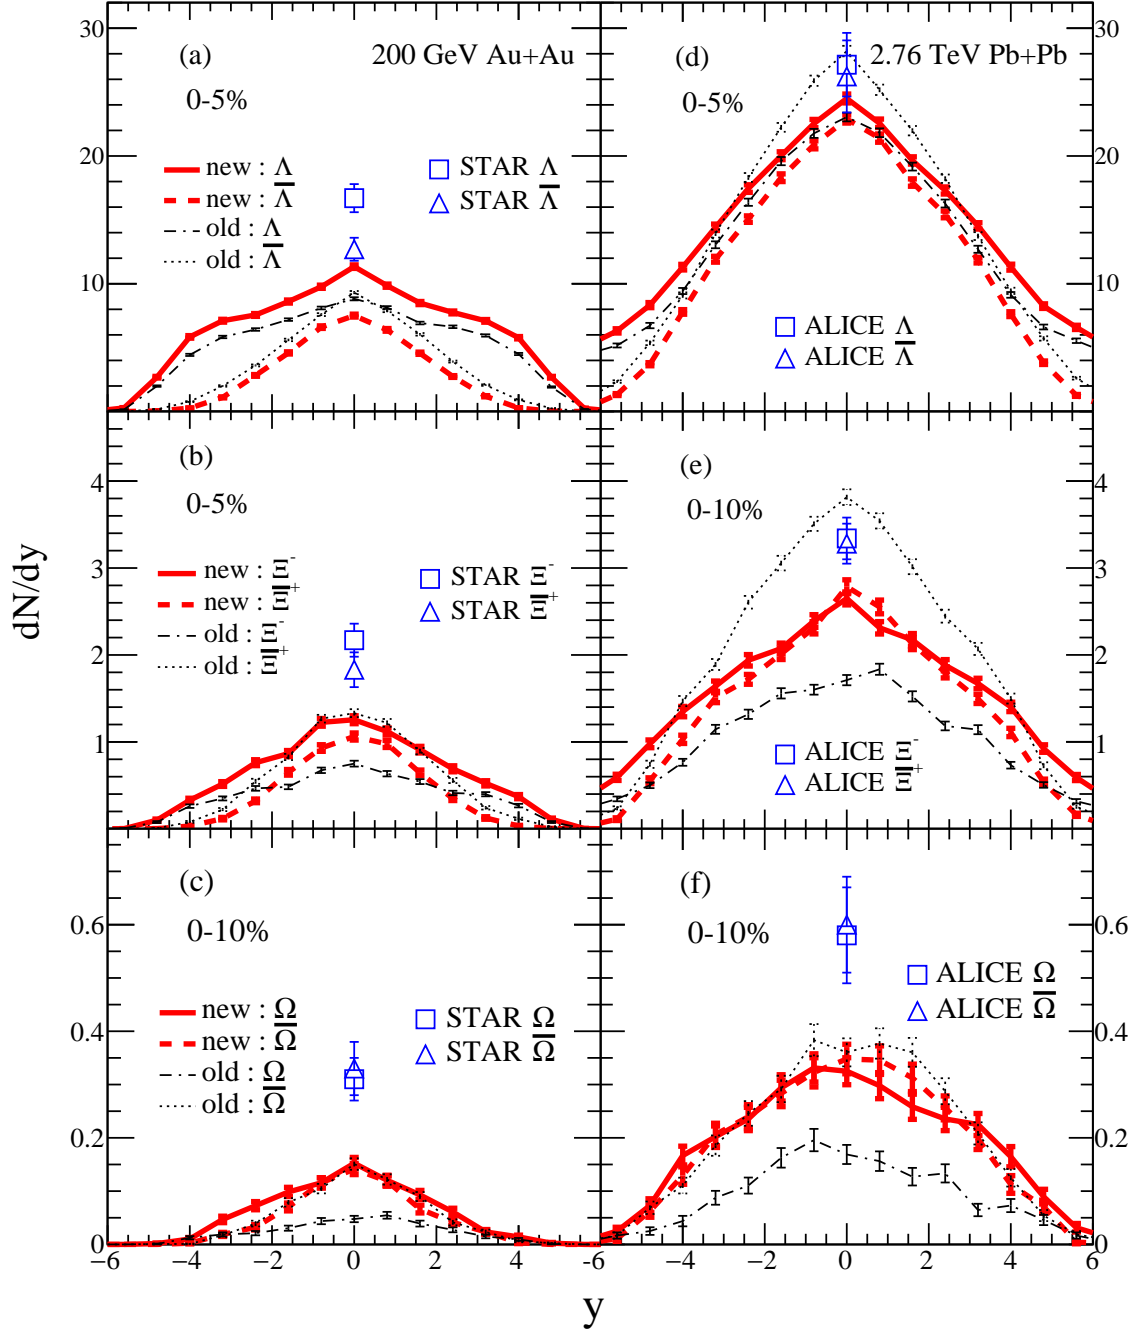 30
(a)
200 GeV Au+Au
0-5%
20
new : Λ
new : Λ̅
old : Λ
old : Λ̅
STAR Λ
STAR Λ̅
10
(d)
2.76 TeV Pb+Pb
0-5%
30
20
10
ALICE Λ
ALICE Λ̅
(b)
0-5%
4
3
2
1
new : Ξ⁻
new : Ξ̅⁺
old : Ξ⁻
old : Ξ̅⁺
STAR Ξ⁻
STAR Ξ̅⁺
dN/dy
(e)
0-10%
4
3
2
1
ALICE Ξ⁻
ALICE Ξ̅⁺
(c)
0-10%
0.6
0.4
0.2
0
new : Ω
new : Ω̅
old : Ω
old : Ω̅
STAR Ω
STAR Ω̅
(f)
0-10%
0.6
0.4
0.2
0
ALICE Ω
ALICE Ω̅
−6 −4 −2 0 2 4 -6 −4 −2 0 2 4 6
y